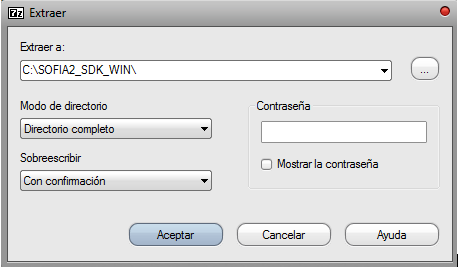 7z Extraer
Extraer a:
C:\SOFIA2_SDK_WIN\
...
Modo de directorio
Directorio completo
Contraseña
Sobreescribir
Con confirmación
Mostrar la contraseña
Aceptar
Cancelar
Ayuda